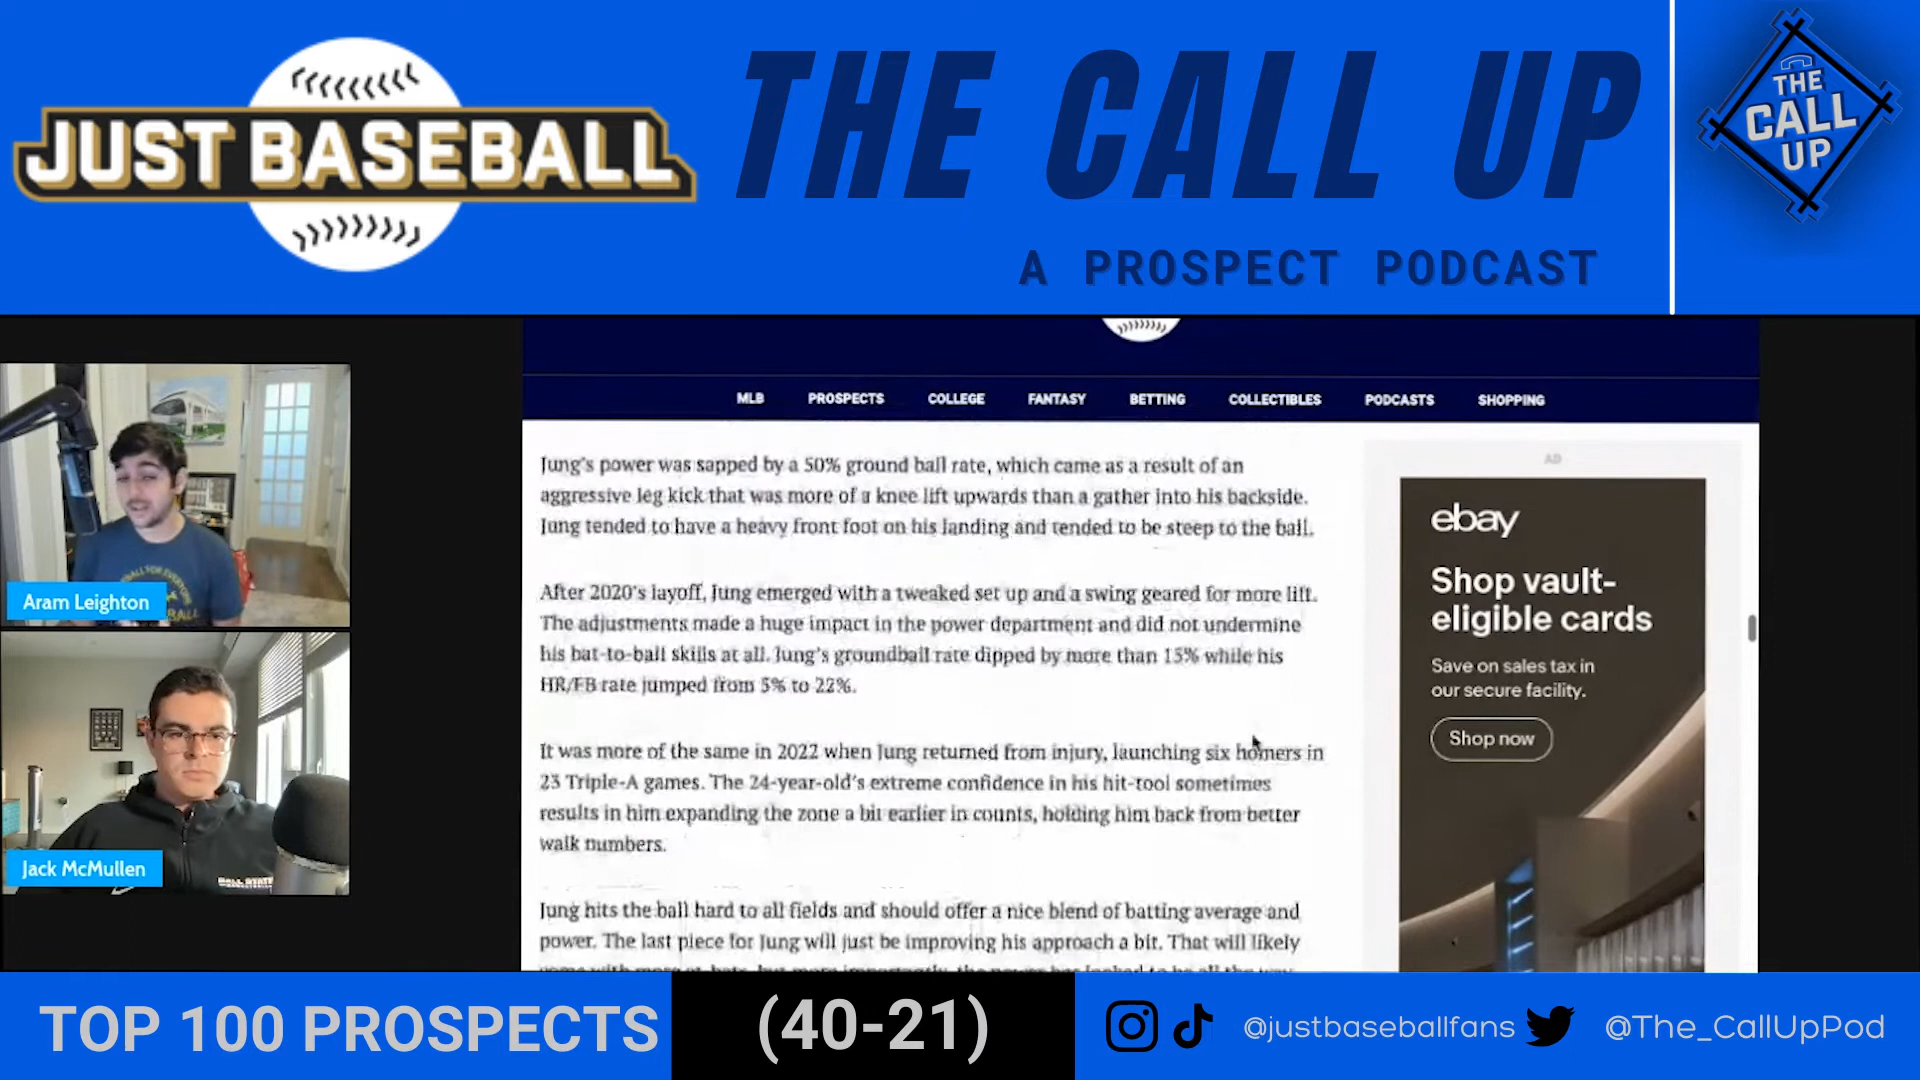 JUST BASEBALL
THE CALL UP
A PROSPECT PODCAST
THE
CALL
UP
MLB PROSPECTS COLLEGE FANTASY BETTING COLLECTIBLES PODCASTS SHOPPING
Jung's power was sapped by a 50% ground ball rate, which came as a result of an
aggressive leg kick that was more of a knee lift upwards than a gather into his backside.
Jung tended to have a heavy front foot on his landing and tended to be steep to the ball.
After 2020's layoff, Jung emerged with a tweaked set up and a swing geared for more lift.
The adjustments made a huge impact in the power department and did not undermine
his bat-to-ball skills at all. Jung's groundball rate dipped by more than 15% while his
HR/FB rate jumped from 5% to 22%.
It was more of the same in 2022 when Jung returned from injury, launching six homers in
23 Triple-A games. The 24-year-old's extreme confidence in his hit-tool sometimes
results in him expanding the zone a bit earlier in counts, holding him back from better
walk numbers.
Jung hits the ball hard to all fields and should offer a nice blend of batting average and
power. The last piece for Jung will just be improving his approach a bit. That will likely
AD
ebay
Shop vault-
eligible cards
Save on sales tax in
our secure facility.
Shop now
Aram Leighton
Jack McMullen
BALL STATE
TOP 100 PROSPECTS
(40-21)
@justbaseballfans
@The_CallUpPod